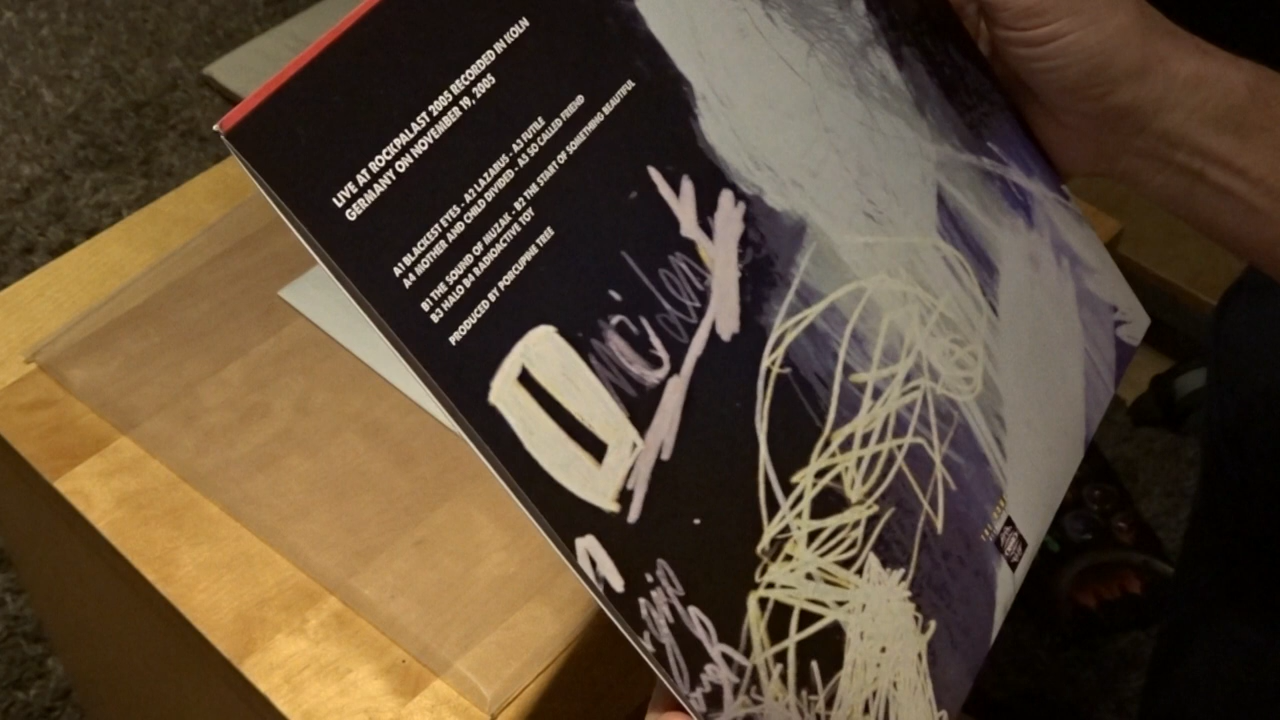 LIVE AT ROCKPALAST 2005 RECORDED IN KOLN
GERMANY ON NOVEMBER 19, 2005
A1 BLACKEST EYES - A2 LAZARUS - A3 FUTILE
A4 MOTHER AND CHILD DIVIDED - A5 SO CALLED FRIEND
B1 THE SOUND OF MUZAK - B2 THE START OF SOMETHING BEAUTIFUL
B3 HALO B4 RADIOACTIVE TOY
PRODUCED BY PORCUPINE TREE